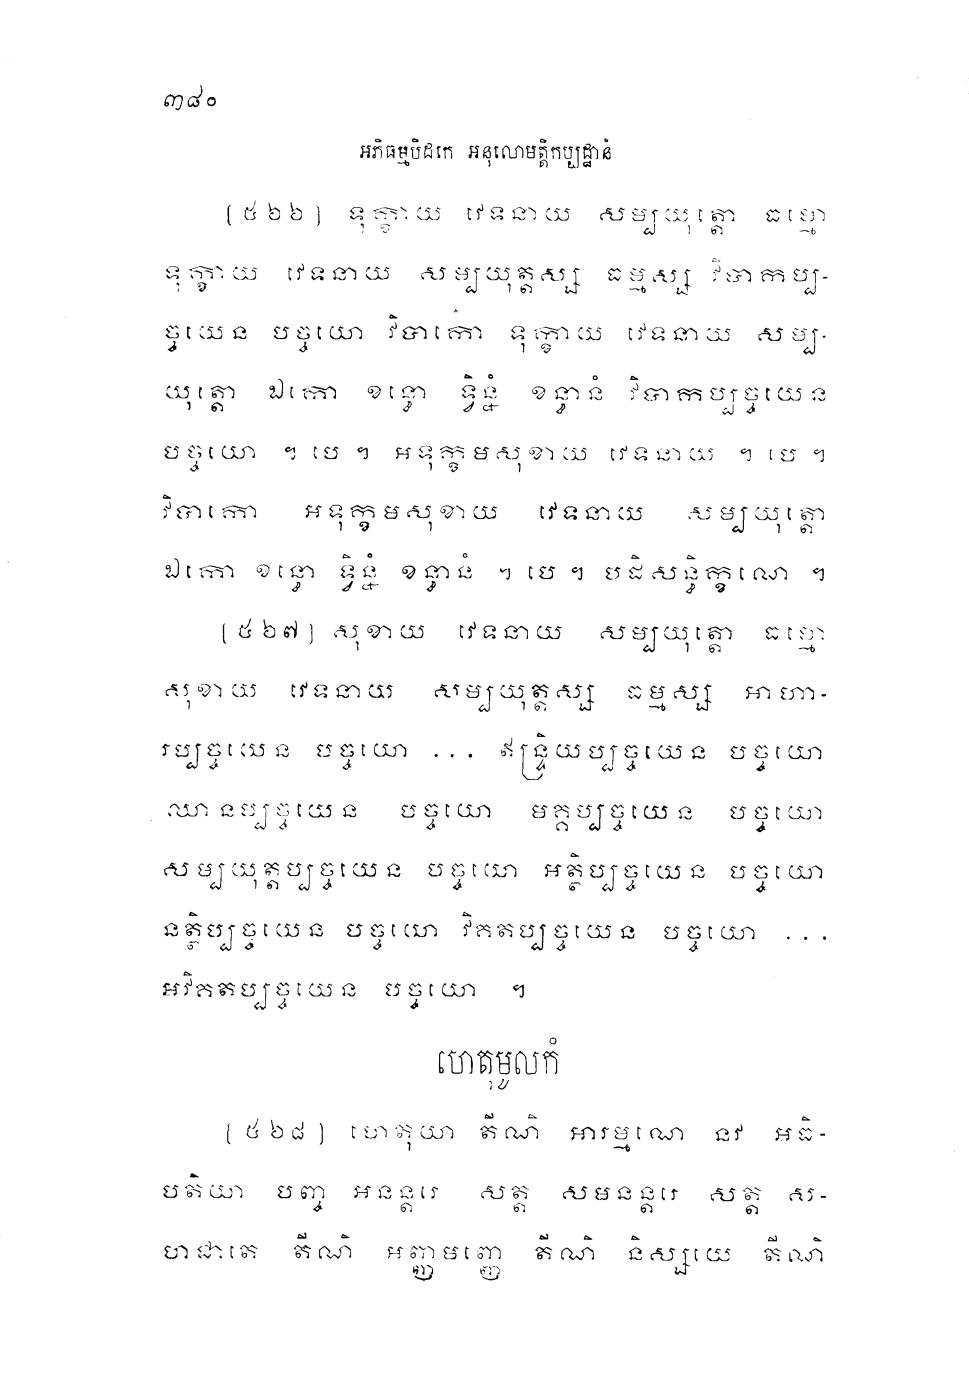 ៣៨០
អភិធម្មបិដកេ អនុលោមត្តិកប្បដ្ឋានំ
(៥៦៦) ទុក្ខាយ វេទនាយ សម្បយុត្តោ ធម្មោ
ទុក្ខាយ វេទនាយ សម្បយុត្តស្ស ធម្មស្ស វិបាកប្ប-
ច្ចយេន បច្ចយោ វិបាកោ ទុក្ខាយ វេទនាយ សម្ប-
យុត្តោ ឯកោ ខន្ធោ ទ្វិន្នំ ខន្ធានំ វិបាកប្បច្ចយេន
បច្ចយោ ។ បេ ។ អទុក្ខមសុខាយ វេទនាយ ។ បេ ។
វិបាកោ អទុក្ខមសុខាយ វេទនាយ សម្បយុត្តោ
ឯកោ ខន្ធោ ទ្វិន្នំ ខន្ធានំ ។ បេ ។ បដិសន្ធិក្ខណេ ។
(៥៦៧) សុខាយ វេទនាយ សម្បយុត្តោ ធម្មោ
សុខាយ វេទនាយ សម្បយុត្តស្ស ធម្មស្ស អាហា-
រប្បច្ចយេន បច្ចយោ ... ឥន្ទ្រិយប្បច្ចយេន បច្ចយោ
ឈានប្បច្ចយេន បច្ចយោ មគ្គប្បច្ចយេន បច្ចយោ
សម្បយុត្តប្បច្ចយេន បច្ចយោ អត្ថិប្បច្ចយេន បច្ចយោ
នត្ថិប្បច្ចយេន បច្ចយោ វិគតប្បច្ចយេន បច្ចយោ ...
អវិគតប្បច្ចយេន បច្ចយោ ។
ហេតុមូលកំ
(៥៦៨) ហេតុយា តីណិ អារម្មណេ នវ អធិ-
បតិយា បញ្ច អនន្តរេ សត្ត សមនន្តរេ សត្ត ស-
ហជាតេ តីណិ អញ្ញមញ្ញេ តីណិ និស្សយេ តីណិ